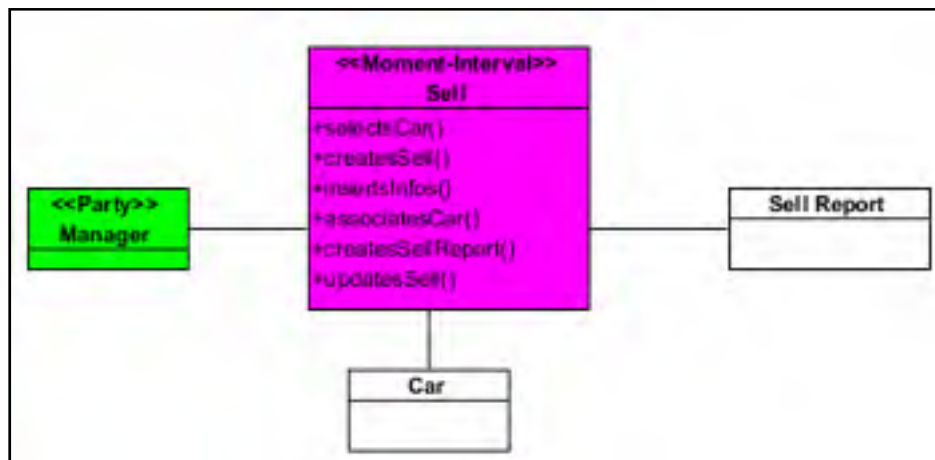 <<Moment-Interval>>
Sell
+selectsCar()
+createsSell()
+insertsInfos()
+associatesCar()
+createsSellReport()
+updatesSell()
<<Party>>
Manager
Sell Report
Car